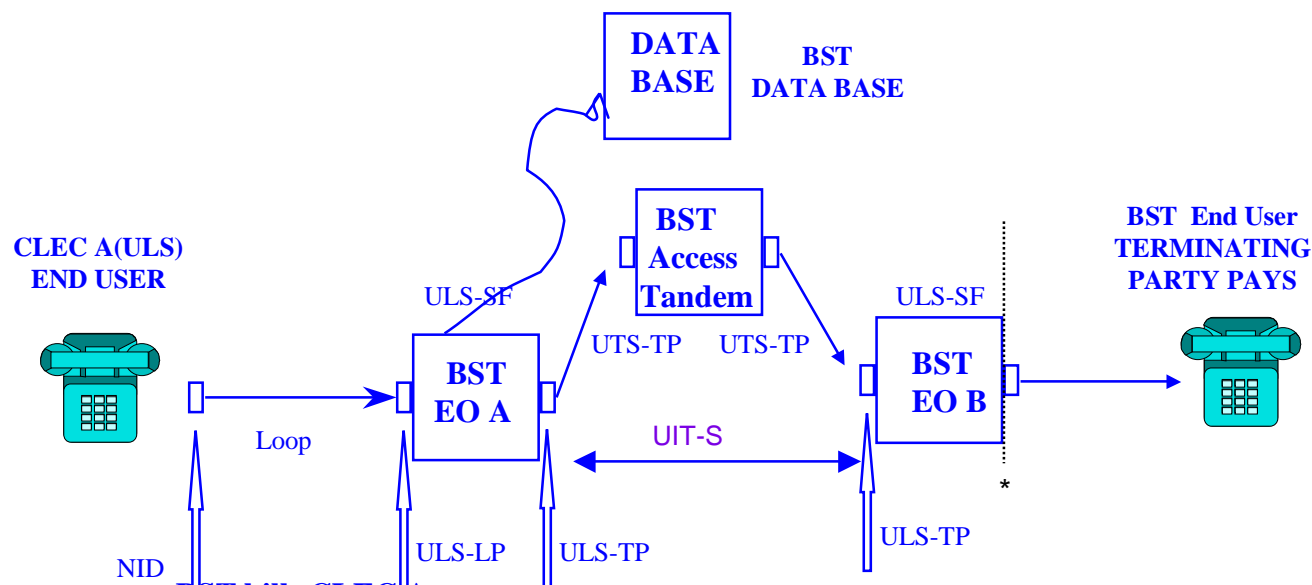 DATA
BASE
BST
DATA BASE
BST
Access
Tandem
BST End User
TERMINATING
PARTY PAYS
CLEC A(ULS)
END USER
ULS-SF
ULS-SF
UTS-TP
UTS-TP
BST
EO A
BST
EO B
Loop
UIT-S
*
NID
ULS-LP
ULS-TP
ULS-TP
CLEC A